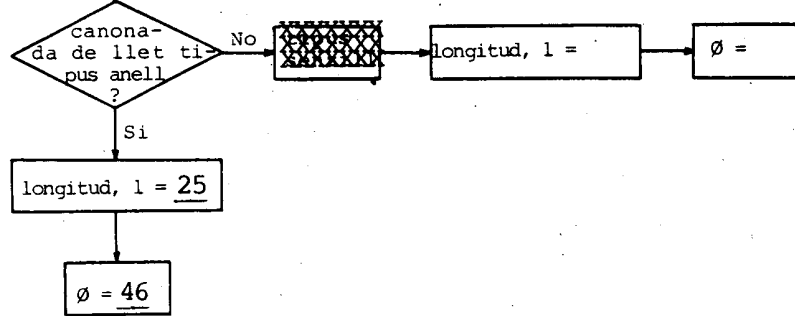 canona-
da de llet ti-
pus anell
?
No
longitud, l =
Ø =
Si
longitud, l = 25
Ø = 46